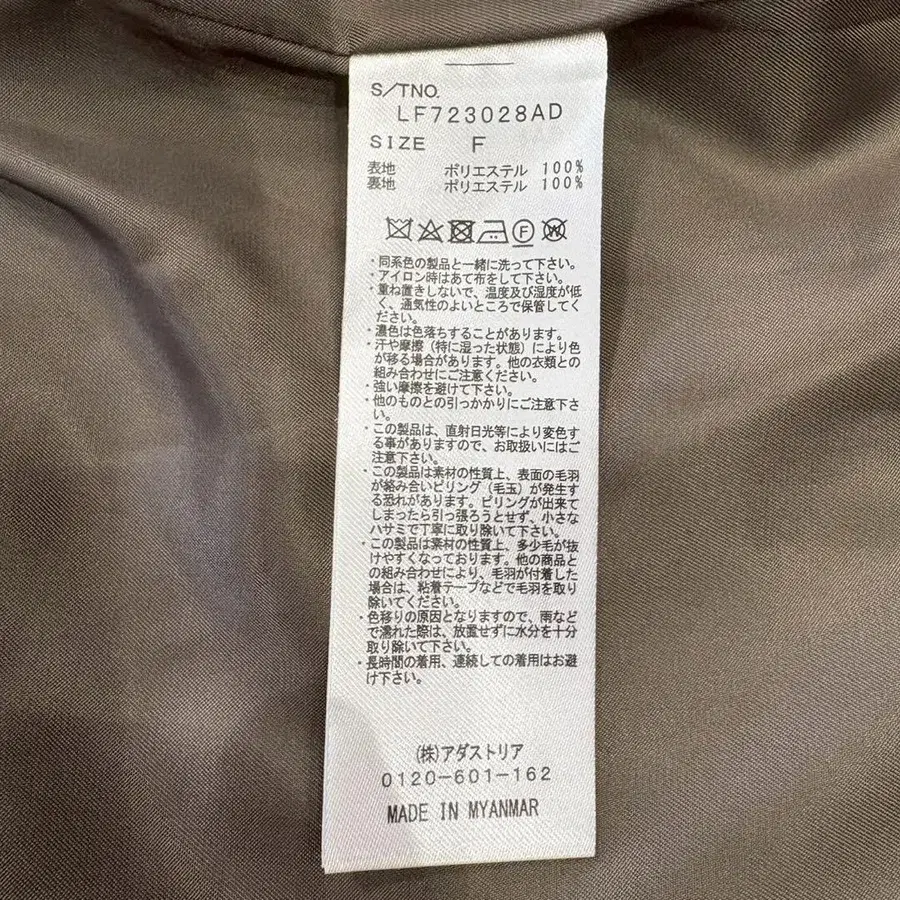 S/TNO.
LF723028AD
SIZE F
表地 ポリエステル 100%
裏地 ポリエステル 100%
F W
・同系色の製品と一緒に洗って下さい。
・アイロン時はあて布をして下さい。
・重ね置きしないで、温度及び湿度が低
く、通気性のよいところで保管してく
ださい。
・濃色は色落ちすることがあります。
・汗や摩擦（特に湿った状態）により色
が移る場合があります。他の衣類との
組み合わせにご注意ください。
・強い摩擦を避けて下さい。
・他のものとの引っかかりにご注意下さ
い。
・この製品は、直射日光等により変色す
る事がありますので、お取扱いにはご
注意下さい。
・この製品は素材の性質上、表面の毛羽
が絡み合いピリング（毛玉）が発生す
る恐れがあります。ピリングが出来て
しまったら引っ張ろうとせず、小さな
ハサミで丁寧に取り除いて下さい。
・この製品は素材の性質上、多少毛が抜
けやすくなっております。他の商品と
の組み合わせにより、毛羽が付着した
場合は、粘着テープなどで毛羽を取り
除いてください。
・色移りの原因となりますので、雨など
で濡れた際は、放置せずに水分を十分
取り除いて下さい。
・長時間の着用、連続しての着用はお避
け下さい。
(株)アダストリア
0120-601-162
MADE IN MYANMAR